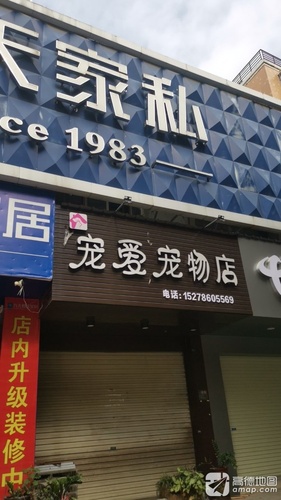 家私
1983
居
宠爱宠物店
电话:15278605569
店内升级装修中
高德地图
amap.com